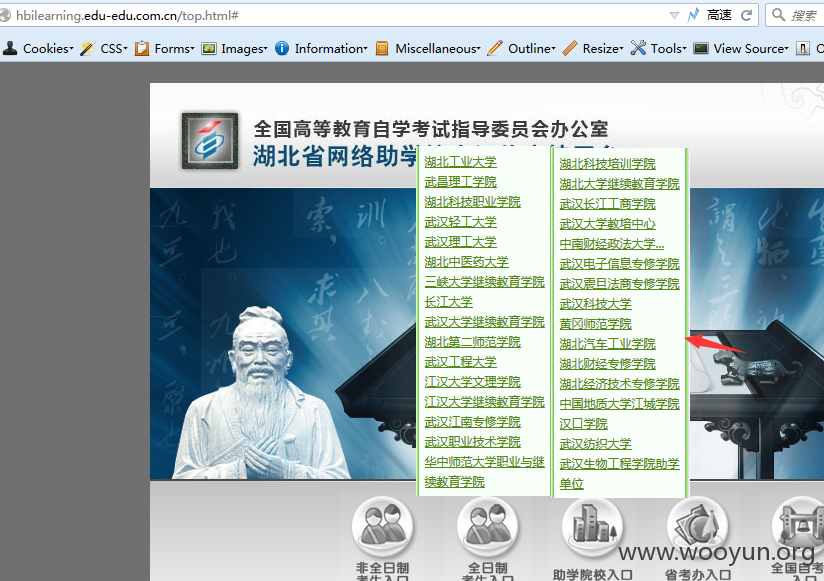 hbilearning.edu-edu.com.cn/top.html#
高速
搜索
Cookies
CSS
Forms
Images
Information
Miscellaneous
Outline
Resize
Tools
View Source
全国高等教育自学考试指导委员会办公室
湖北省网络助学
湖北工业大学
武昌理工学院
湖北科技职业学院
武汉轻工大学
武汉理工大学
湖北中医药大学
三峡大学继续教育学院
长江大学
武汉大学继续教育学院
湖北第二师范学院
武汉工程大学
江汉大学文理学院
江汉大学继续教育学院
武汉江南专修学院
武汉职业技术学院
华中师范大学职业与继
续教育学院
湖北科技培训学院
湖北大学继续教育学院
武汉长江工商学院
武汉大学教培中心
中南财经政法大学...
武汉电子信息专修学院
武汉震旦法商专修学院
武汉科技大学
黄冈师范学院
湖北汽车工业学院
湖北财经专修学院
湖北经济技术专修学院
中国地质大学江城学院
汉口学院
武汉纺织大学
武汉生物工程学院助学
单位
非全日制
考生入口
全日制
考生入口
助学院校入口
省考办入口
全国自考
入口
www.wooyun.org